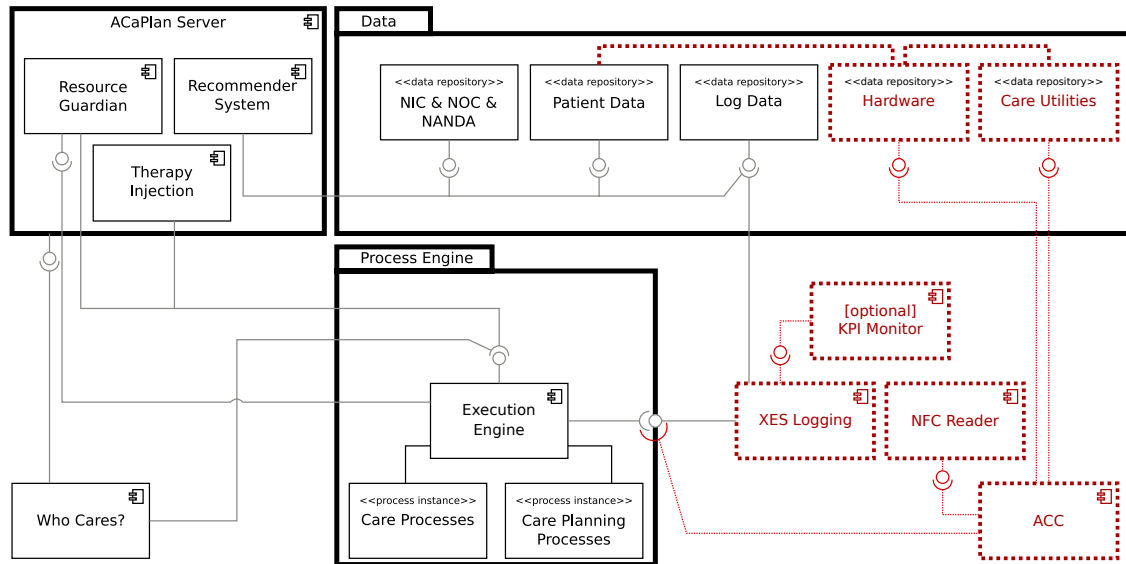 ACaPlan Server
Data
Resource
Guardian
Recommender
System
Therapy
Injection
<<data repository>>
NIC & NOC &
NANDA
<<data repository>>
Patient Data
<<data repository>>
Log Data
<<data repository>>
Hardware
<<data repository>>
Care Utilities
Process Engine
[optional]
KPI Monitor
Execution
Engine
XES Logging
NFC Reader
Who Cares?
<<process instance>>
Care Processes
<<process instance>>
Care Planning
Processes
ACC